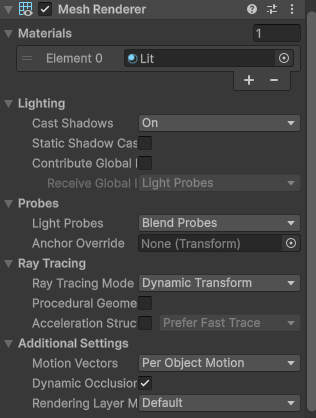 Mesh Renderer
Materials 1
Element 0 Lit
+ −
Lighting
Cast Shadows On
Static Shadow Cas
Contribute Global I
Receive Global I Light Probes
Probes
Light Probes Blend Probes
Anchor Override None (Transform)
Ray Tracing
Ray Tracing Mode Dynamic Transform
Procedural Geome
Acceleration Struc Prefer Fast Trace
Additional Settings
Motion Vectors Per Object Motion
Dynamic Occlusion
Rendering Layer M Default